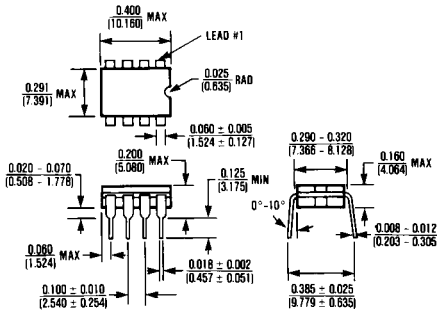 0.400
(10.160) MAX
LEAD #1
0.291
(7.391) MAX
0.025
(0.635) RAD
0.060 ± 0.005
(1.524 ± 0.127)
0.290 - 0.320
(7.366 - 8.128)
0.020 - 0.070
(0.508 - 1.778)
0.200
(5.080) MAX
0.125
(3.175) MIN
0.160
(4.064) MAX
0°-10°
0.008 - 0.012
(0.203 - 0.305
0.060
(1.524) MAX
0.018 ± 0.002
(0.457 ± 0.051)
0.100 ± 0.010
(2.540 ± 0.254)
0.385 ± 0.025
(9.779 ± 0.635)